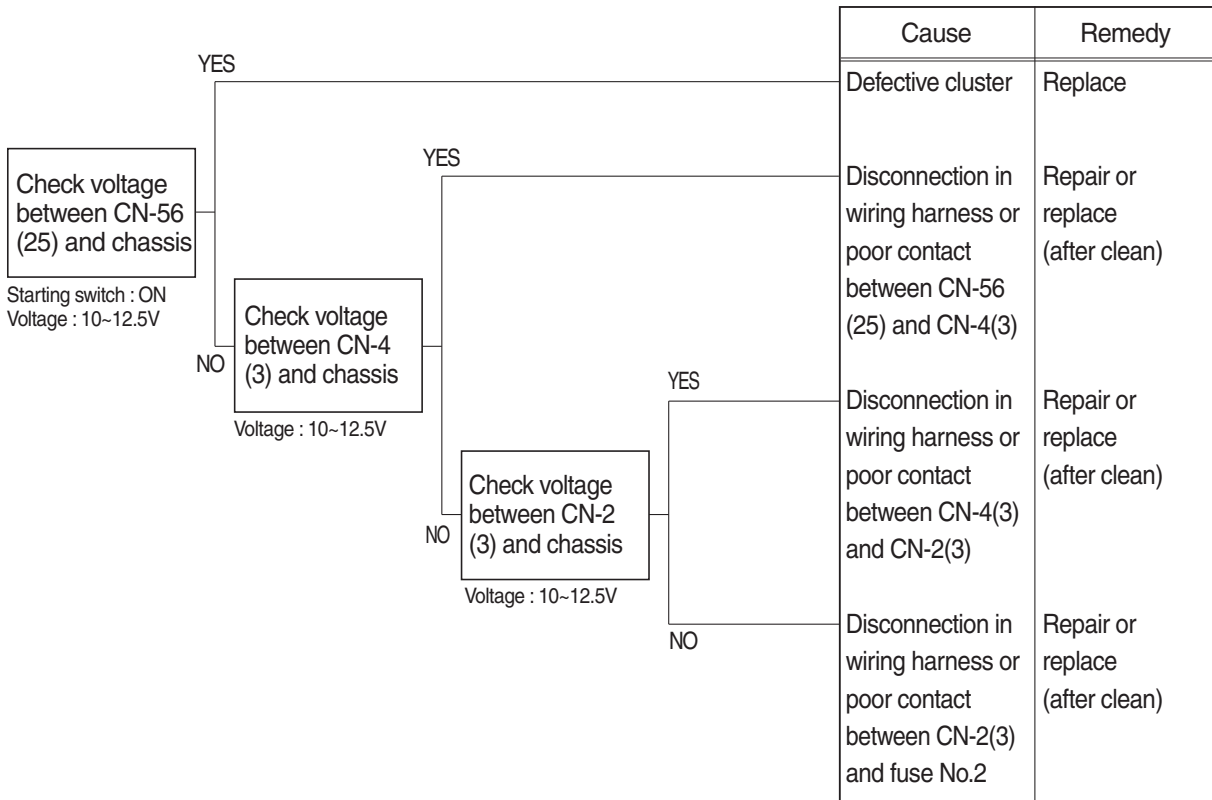 Cause
Remedy
YES
Defective cluster
Replace
Check voltage
between CN-56
(25) and chassis
Starting switch : ON
Voltage : 10~12.5V
YES
Disconnection in
wiring harness or
poor contact
between CN-56
(25) and CN-4(3)
Repair or
replace
(after clean)
NO
Check voltage
between CN-4
(3) and chassis
Voltage : 10~12.5V
YES
Disconnection in
wiring harness or
poor contact
between CN-4(3)
and CN-2(3)
Repair or
replace
(after clean)
NO
Check voltage
between CN-2
(3) and chassis
Voltage : 10~12.5V
NO
Disconnection in
wiring harness or
poor contact
between CN-2(3)
and fuse No.2
Repair or
replace
(after clean)